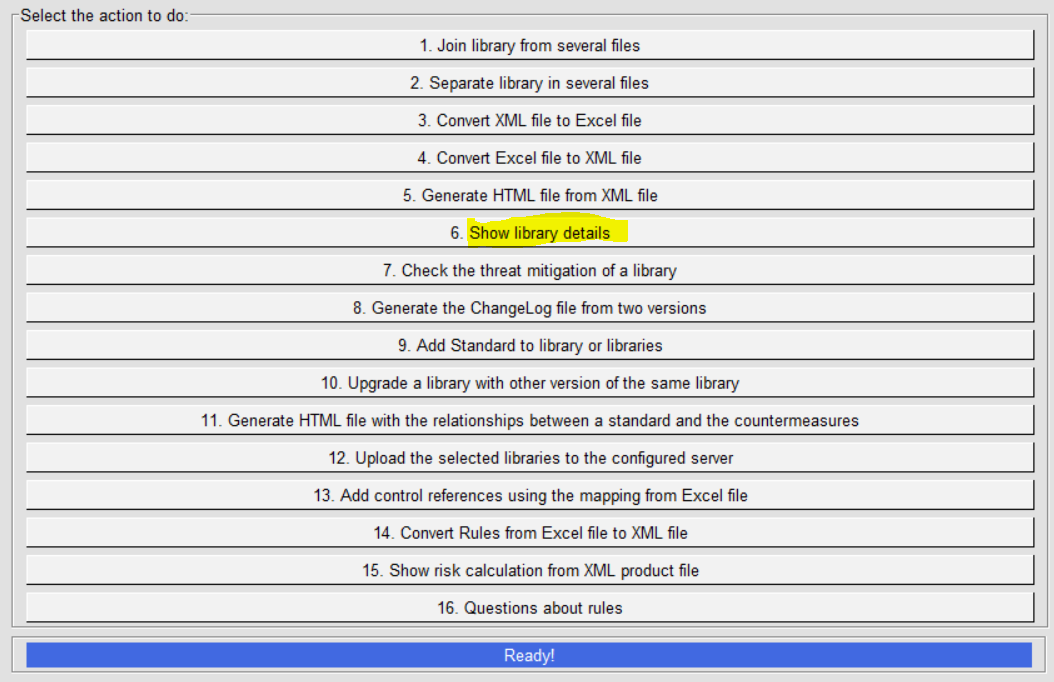 Select the action to do:
1. Join library from several files
2. Separate library in several files
3. Convert XML file to Excel file
4. Convert Excel file to XML file
5. Generate HTML file from XML file
6. Show library details
7. Check the threat mitigation of a library
8. Generate the ChangeLog file from two versions
9. Add Standard to library or libraries
10. Upgrade a library with other version of the same library
11. Generate HTML file with the relationships between a standard and the countermeasures
12. Upload the selected libraries to the configured server
13. Add control references using the mapping from Excel file
14. Convert Rules from Excel file to XML file
15. Show risk calculation from XML product file
16. Questions about rules
Ready!